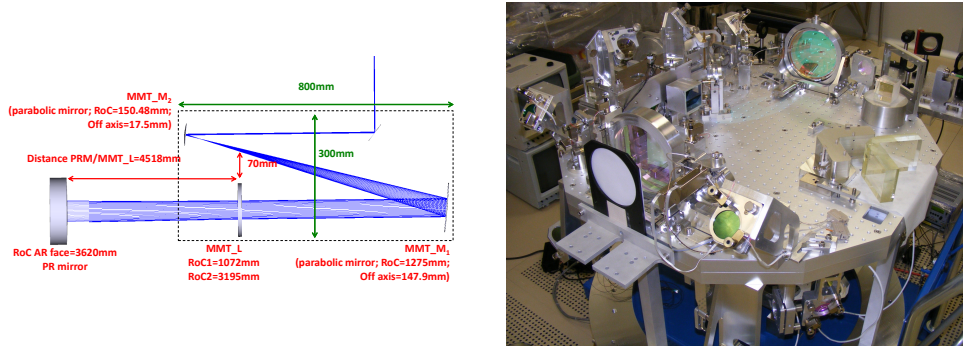 MMT_M2
(parabolic mirror; RoC=150.48mm;
Off axis=17.5mm)
800mm
Distance PRM/MMT_L=4518mm
300mm
70mm
RoC AR face=3620mm
PR mirror
MMT_L
RoC1=1072mm
RoC2=3195mm
MMT_M1
(parabolic mirror; RoC=1275mm;
Off axis=147.9mm)